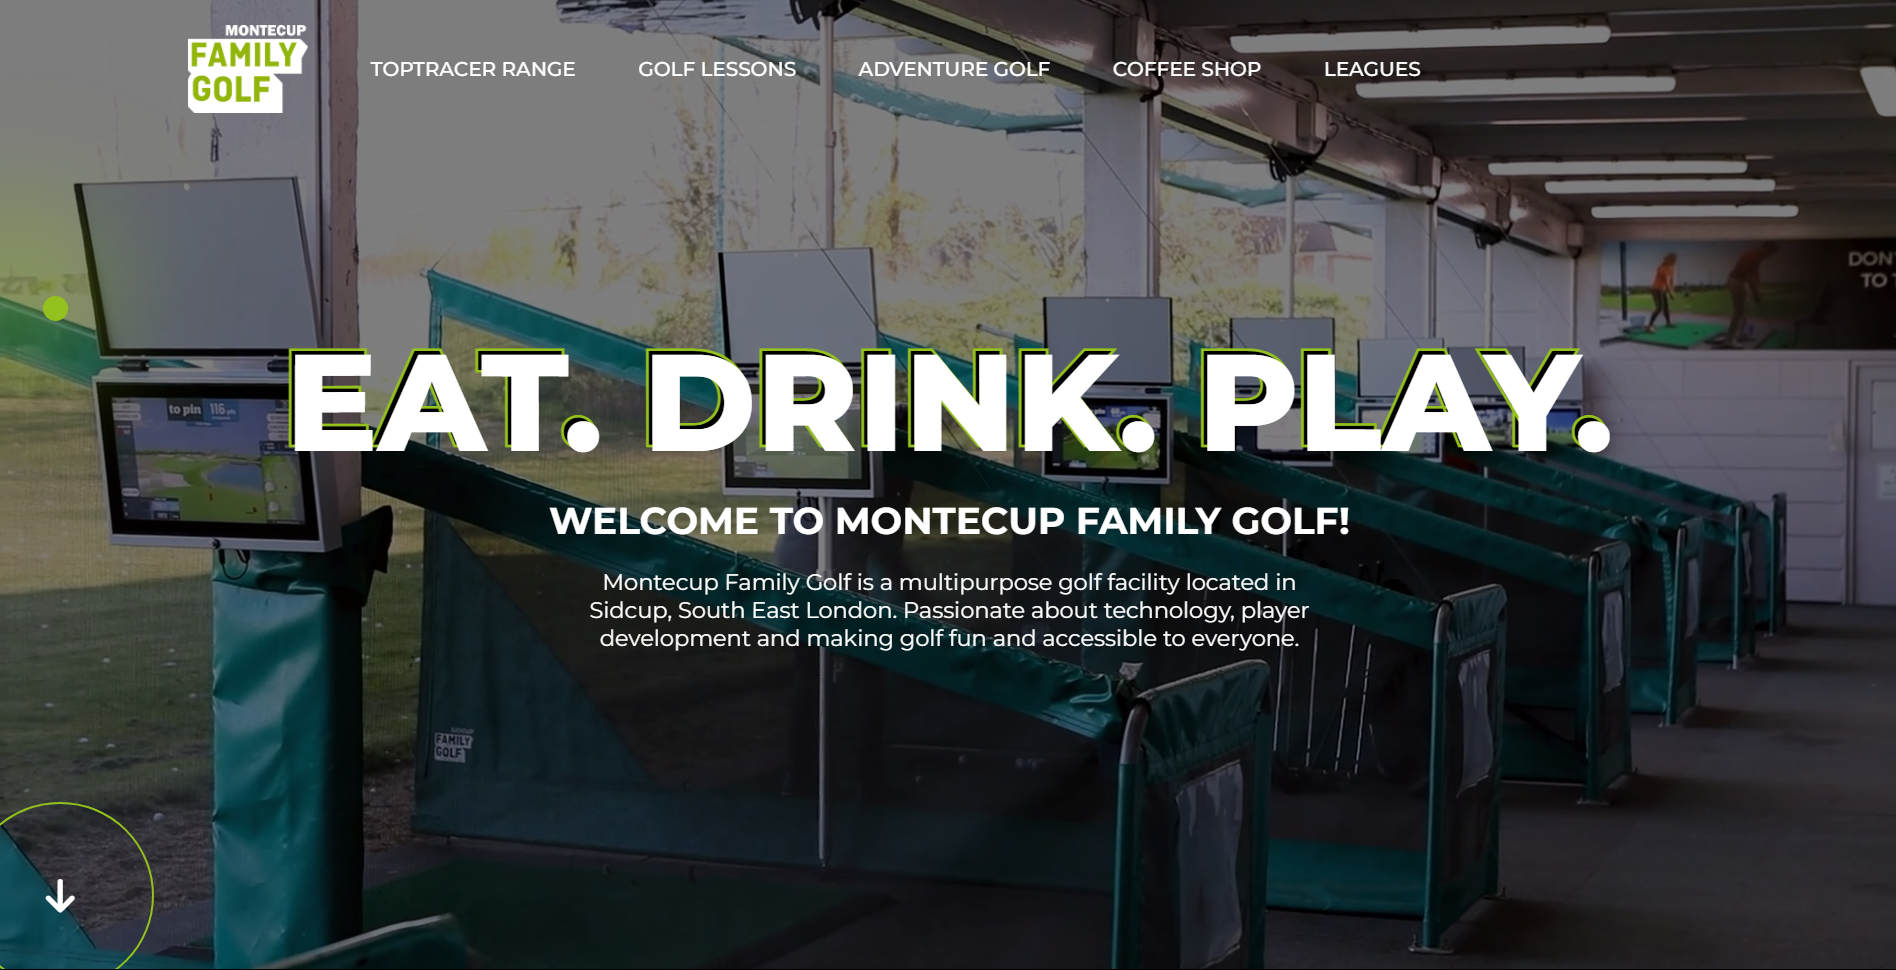 MONTECUP
FAMILY
GOLF
TOPTRACER RANGE
GOLF LESSONS
ADVENTURE GOLF
COFFEE SHOP
LEAGUES
DON'
TO T
to pin 116 yds
EAT. DRINK. PLAY.
WELCOME TO MONTECUP FAMILY GOLF!
Montecup Family Golf is a multipurpose golf facility located in
Sidcup, South East London. Passionate about technology, player
development and making golf fun and accessible to everyone.
FAMILY
GOLF